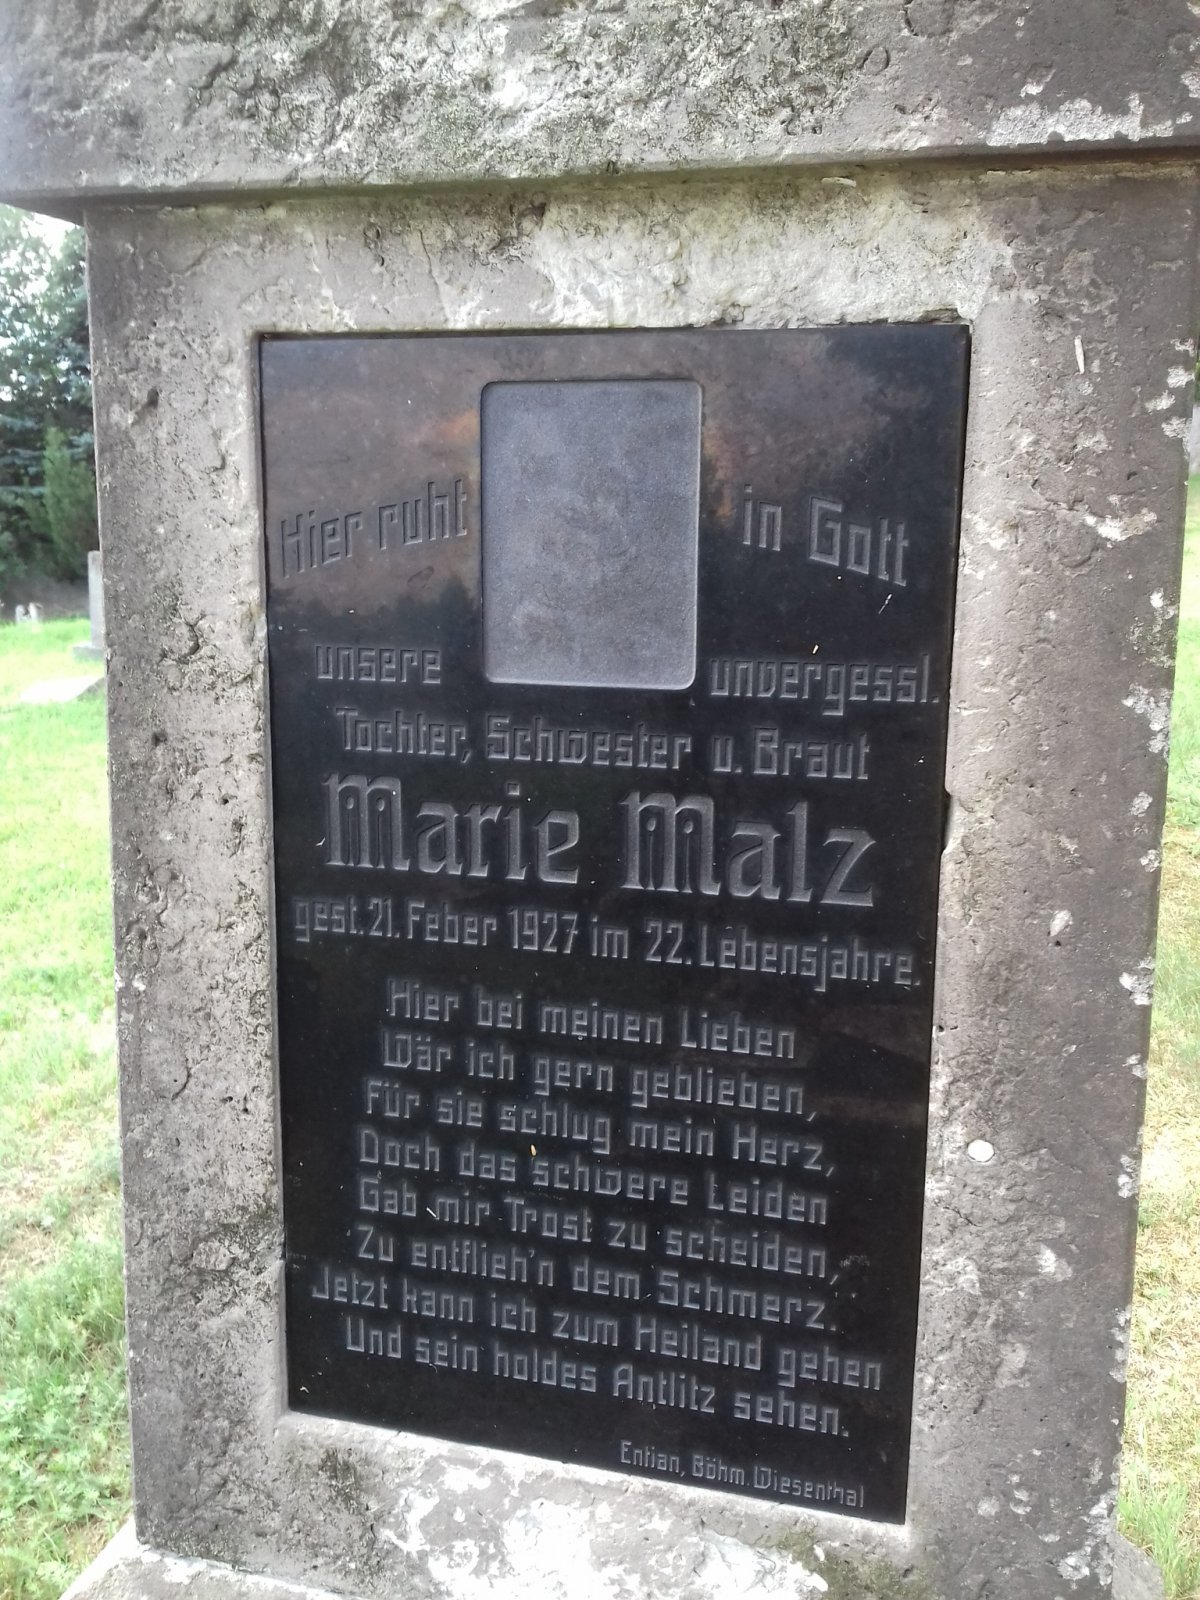 Hier ruht in Gott
unsere unvergessl.
Tochter, Schwester u. Braut
Marie Malz
gest. 21. Feber 1927 im 22. Lebensjahre.
Hier bei meinen Lieben
Wär ich gern geblieben,
Für sie schlug mein Herz,
Doch das schwere Leiden
Gab mir Trost zu scheiden,
Zu entflieh'n dem Schmerz.
Jetzt kann ich zum Heiland gehen
Und sein holdes Antlitz sehen.
Entian, Böhm. Wiesenthal